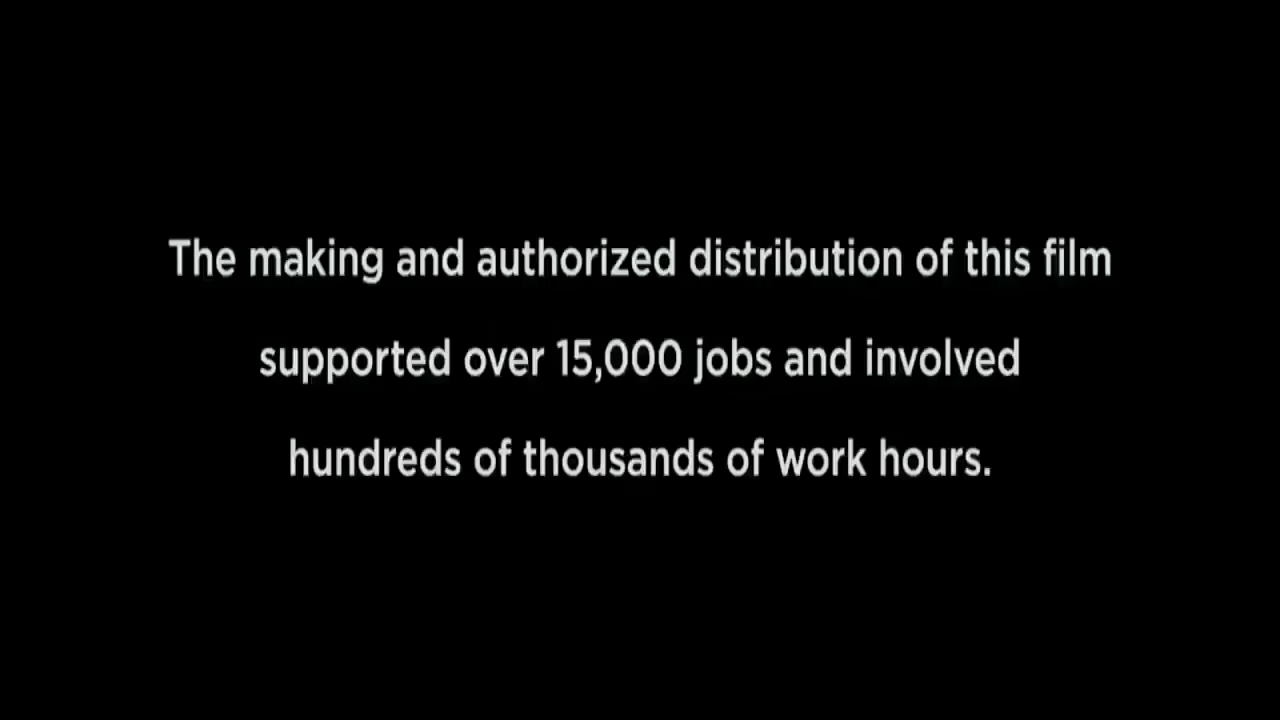 The making and authorized distribution of this film
supported over 15,000 jobs and involved
hundreds of thousands of work hours.